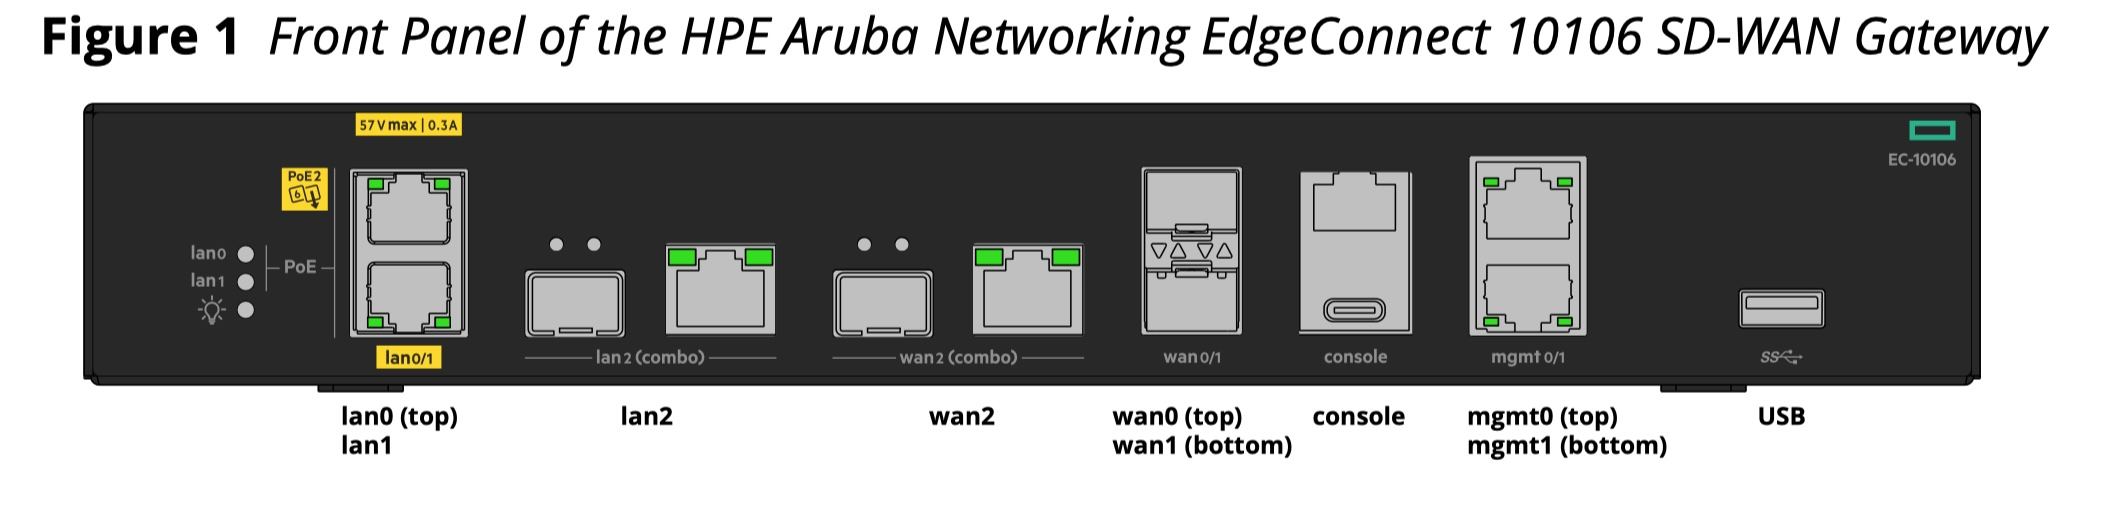 Figure 1 Front Panel of the HPE Aruba Networking EdgeConnect 10106 SD-WAN Gateway
57Vmax | 0.3A
EC-10106
PoE2
lan0
lan1
PoE
lan0/1
lan2 (combo)
wan2 (combo)
wan0/1
console
mgmt0/1
SS
lan0 (top)
lan1
lan2
wan2
wan0 (top)
wan1 (bottom)
console
mgmt0 (top)
mgmt1 (bottom)
USB